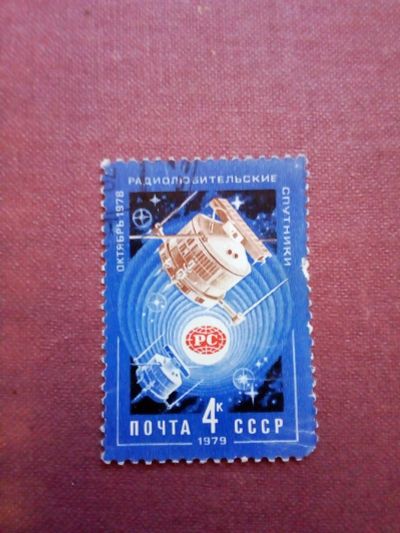 ОКТЯБРЬ 1978
РАДИОЛЮБИТЕЛЬСКИЕ
СПУТНИКИ
РС
ПОЧТА 4К СССР
1979